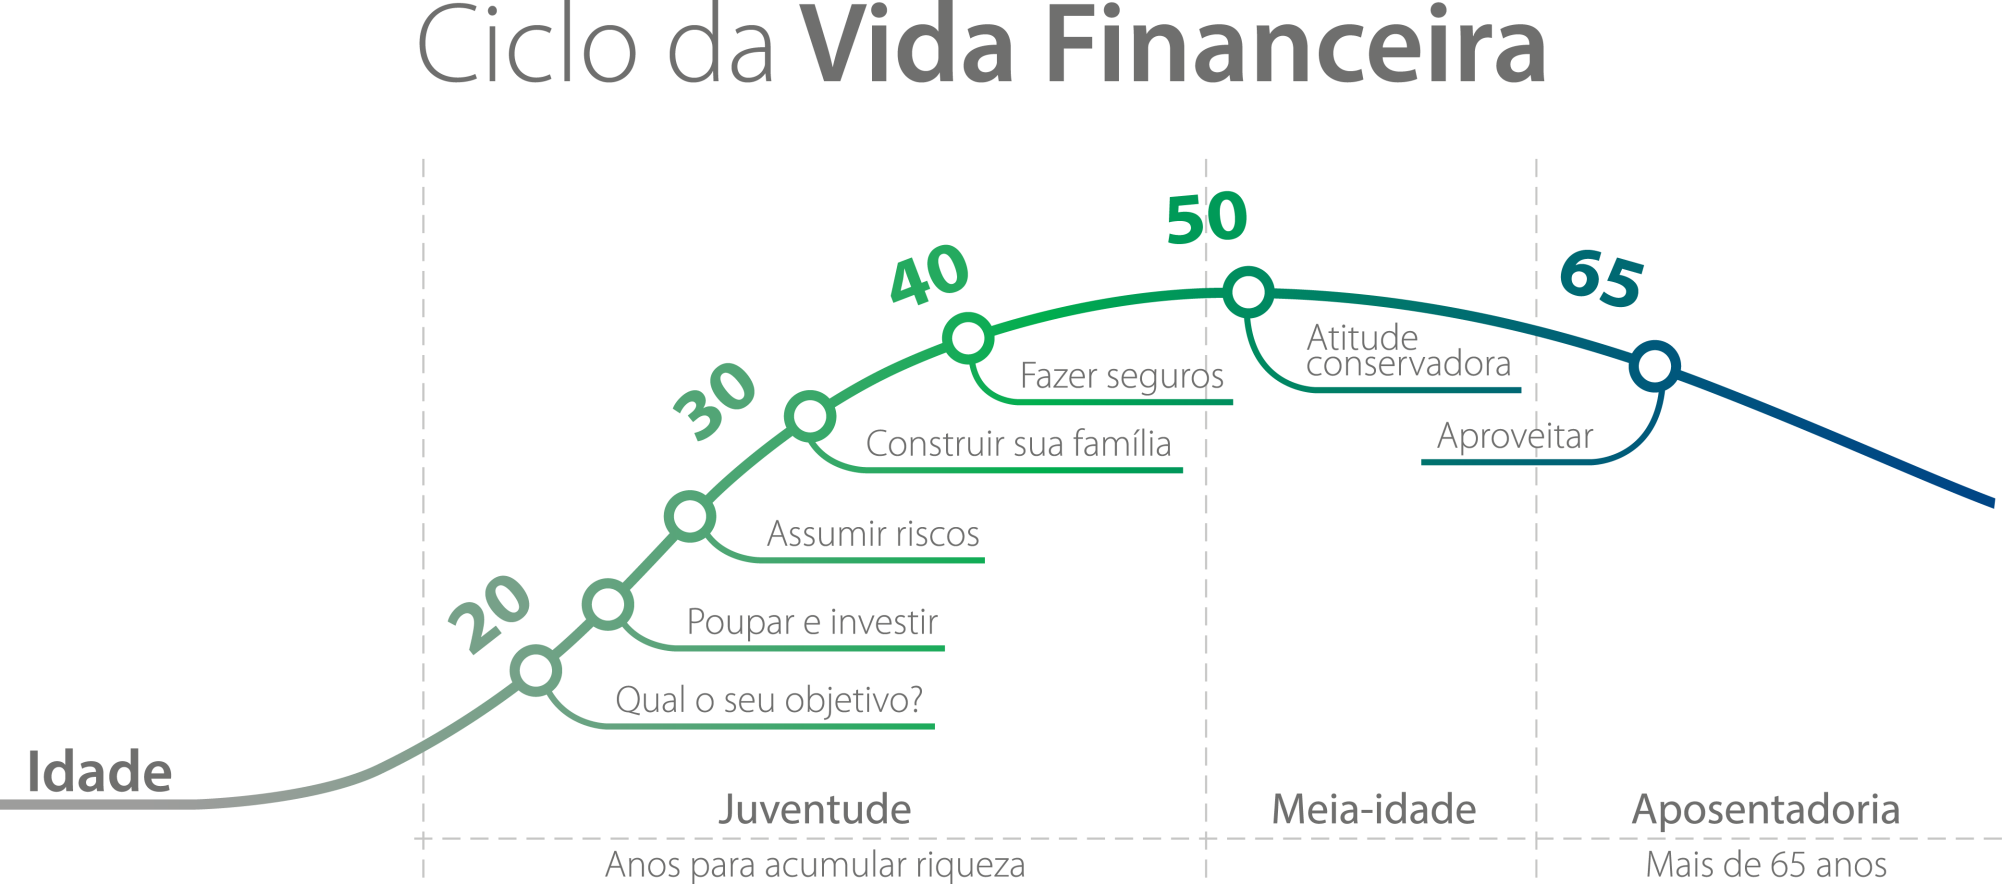 Ciclo da Vida Financeira
50
40
65
30
Atitude
conservadora
Fazer seguros
Construir sua família
Aproveitar
Assumir riscos
20
Poupar e investir
Qual o seu objetivo?
Idade
Juventude
Meia-idade
Aposentadoria
Anos para acumular riqueza
Mais de 65 anos